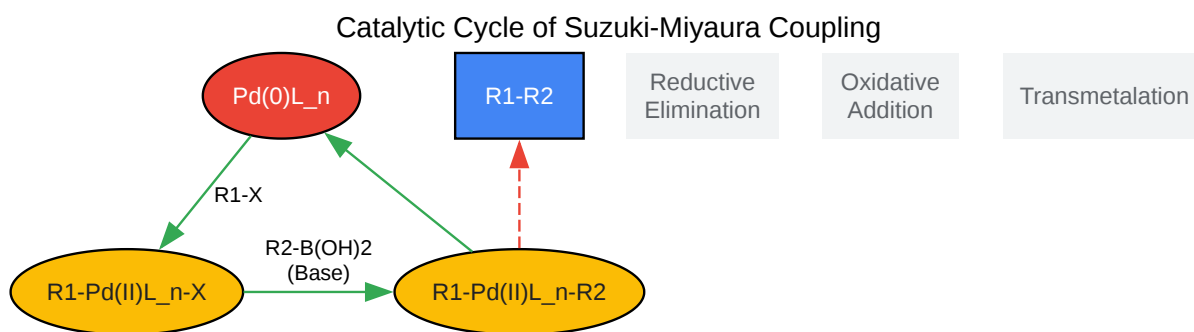 Catalytic Cycle of Suzuki-Miyaura Coupling
Pd(0)L_n
R1-R2
Reductive
Elimination
Oxidative
Addition
Transmetalation
R1-X
R2-B(OH)2
(Base)
R1-Pd(II)L_n-X
R1-Pd(II)L_n-R2